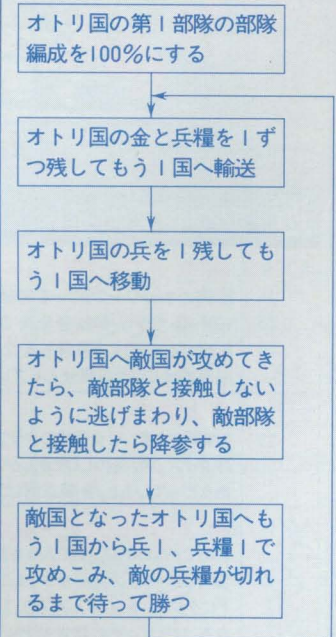 オトリ国の第1部隊の部隊
編成を100%にする
オトリ国の金と兵糧を1ず
つ残してもう1国へ輸送
オトリ国の兵を1残しても
う1国へ移動
オトリ国へ敵国が攻めてき
たら、敵部隊と接触しない
ように逃げまわり、敵部隊
と接触したら降参する
敵国となったオトリ国へも
う1国から兵1、兵糧1で
攻めこみ、敵の兵糧が切れ
るまで待って勝つ